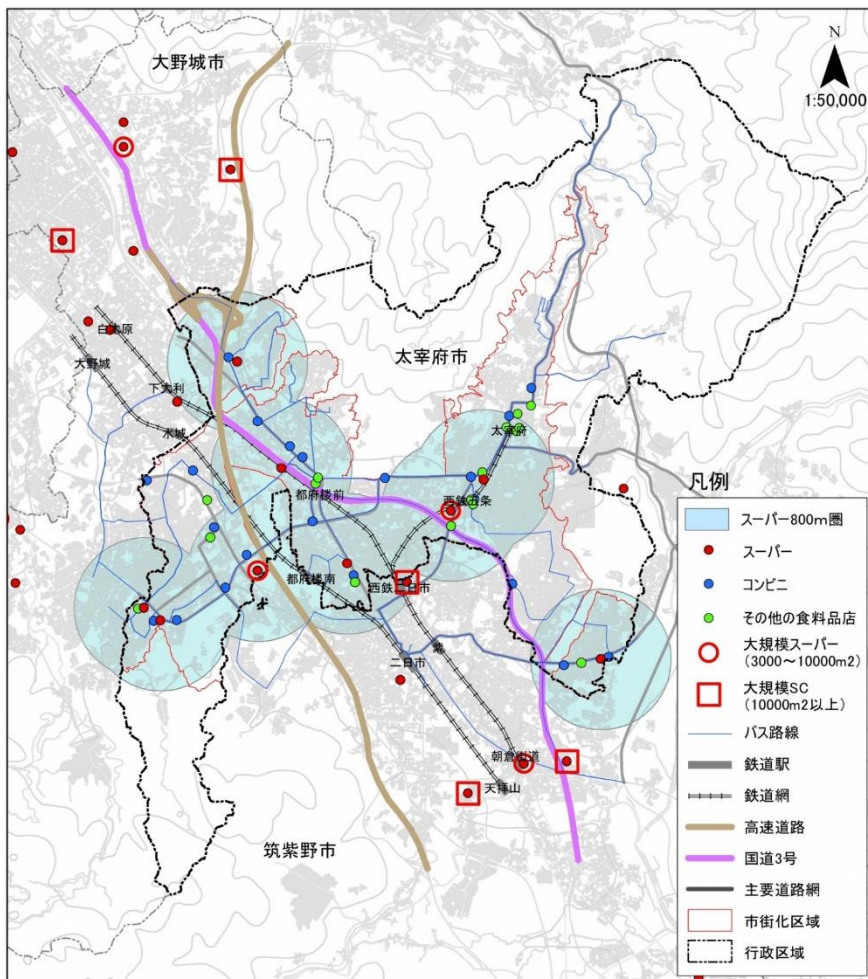 大野城市
N
1:50,000
白木原
大野城
太宰府市
下大利
水城
太宰府
都府楼前
西鉄五条
都府楼南
西鉄二日市
二日市
紫
朝倉街道
天拝山
筑紫野市
凡例
スーパー800m圏
スーパー
コンビニ
その他の食料品店
大規模スーパー
(3000~10000m2)
大規模SC
(10000m2以上)
バス路線
鉄道駅
鉄道網
高速道路
国道3号
主要道路網
市街化区域
行政区域